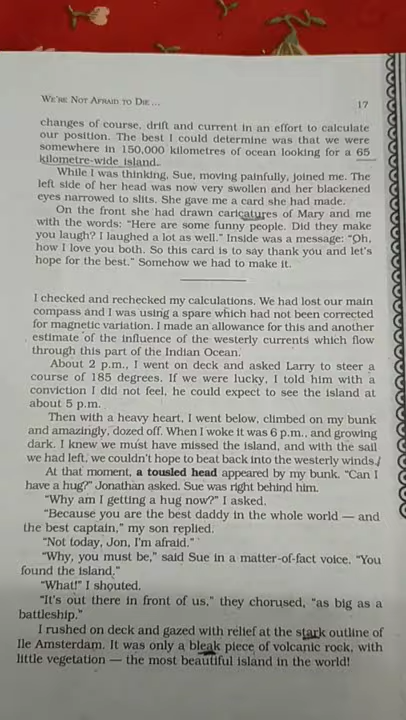 WE'RE NOT AFRAID TO DIE ... 17
changes of course, drift and current in an effort to calculate
our position. The best I could determine was that we were
somewhere in 150,000 kilometres of ocean looking for a 65
kilometre-wide island.
While I was thinking, Sue, moving painfully, joined me. The
left side of her head was now very swollen and her blackened
eyes narrowed to slits. She gave me a card she had made.
On the front she had drawn caricatures of Mary and me
with the words: “Here are some funny people. Did they make
you laugh? I laughed a lot as well.” Inside was a message: “Oh,
how I love you both. So this card is to say thank you and let's
hope for the best.” Somehow we had to make it.
I checked and rechecked my calculations. We had lost our main
compass and I was using a spare which had not been corrected
for magnetic variation. I made an allowance for this and another
estimate of the influence of the westerly currents which flow
through this part of the Indian Ocean.
About 2 p.m., I went on deck and asked Larry to steer a
course of 185 degrees. If we were lucky, I told him with a
conviction I did not feel, he could expect to see the island at
about 5 p.m.
Then with a heavy heart, I went below, climbed on my bunk
and amazingly, dozed off. When I woke it was 6 p.m., and growing
dark. I knew we must have missed the island, and with the sail
we had left, we couldn't hope to beat back into the westerly winds.
At that moment, a tousled head appeared by my bunk. “Can I
have a hug?” Jonathan asked. Sue was right behind him.
“Why am I getting a hug now?” I asked.
“Because you are the best daddy in the whole world — and
the best captain,” my son replied.
“Not today, Jon, I'm afraid.”
“Why, you must be,” said Sue in a matter-of-fact voice. “You
found the island.”
“What!” I shouted.
“It's out there in front of us,” they chorused, “as big as a
battleship.”
I rushed on deck and gazed with relief at the stark outline of
Ile Amsterdam. It was only a bleak piece of volcanic rock, with
little vegetation — the most beautiful island in the world!